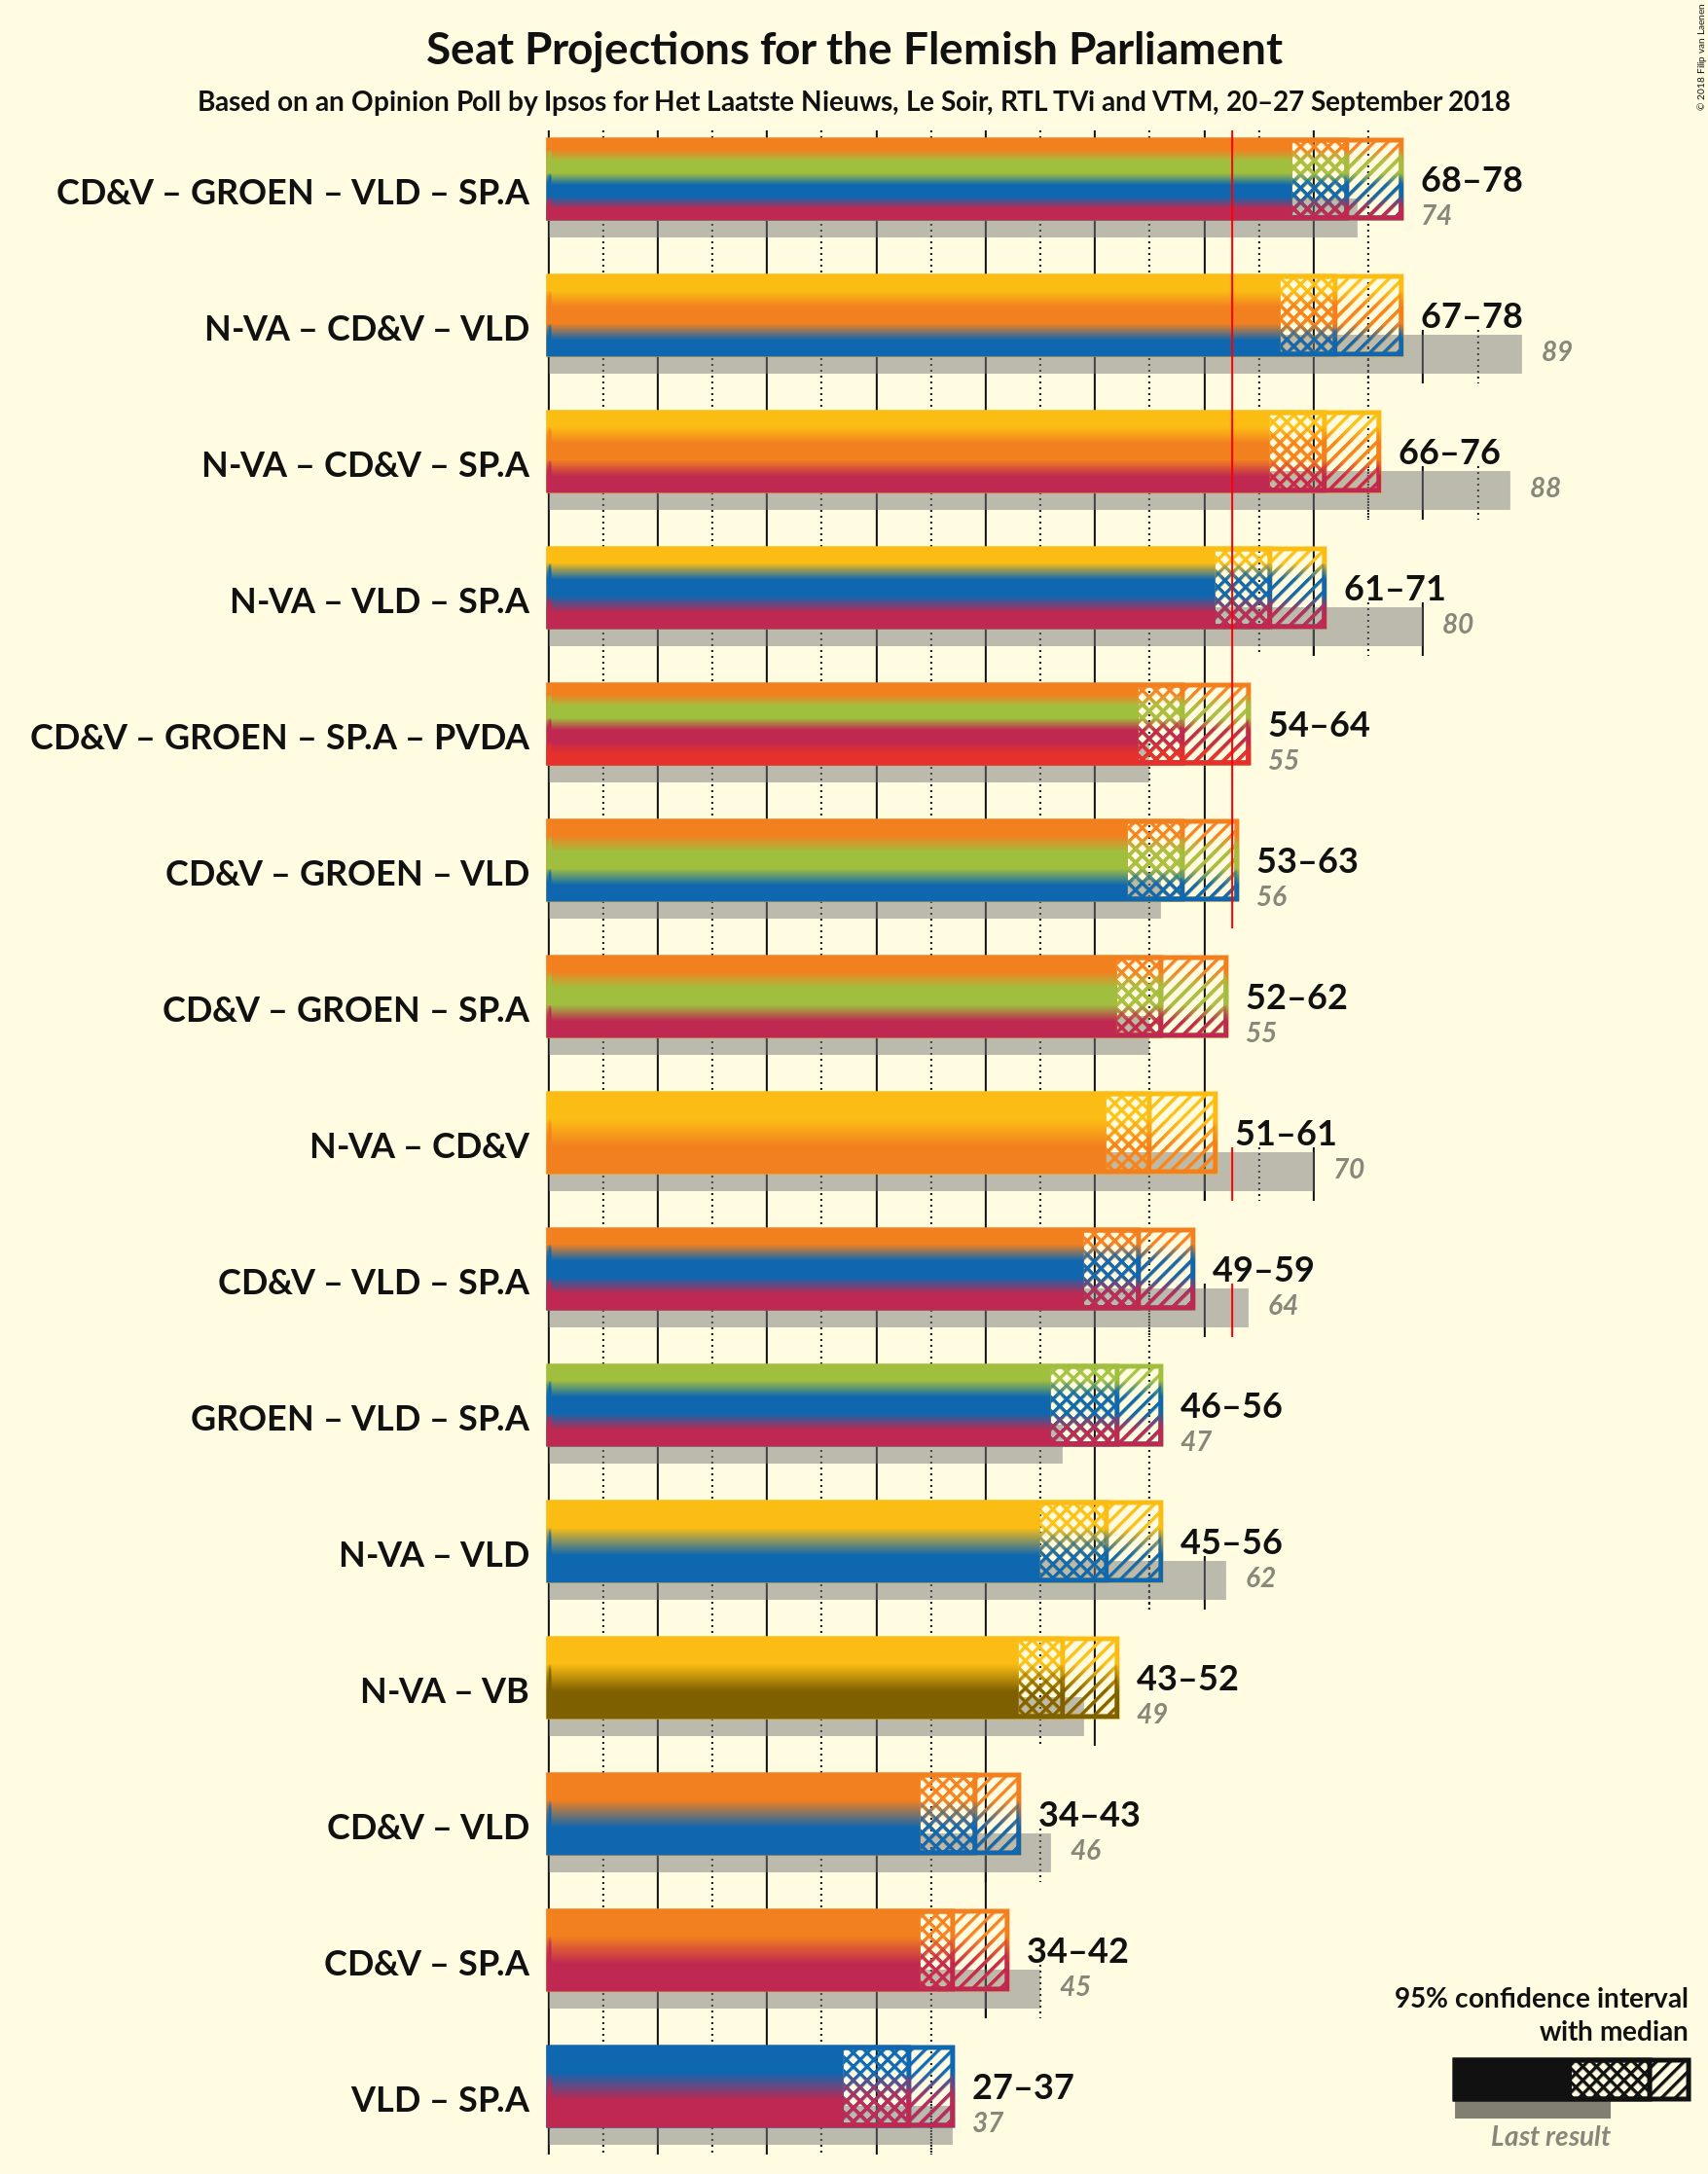 Seat Projections for the Flemish Parliament
Based on an Opinion Poll by Ipsos for Het Laatste Nieuws, Le Soir, RTL TVi and VTM, 20–27 September 2018
© 2018 Filip van Laenen
CD&V – GROEN – VLD – SP.A
68–78
74
N-VA – CD&V – VLD
67–78
89
N-VA – CD&V – SP.A
66–76
88
N-VA – VLD – SP.A
61–71
80
CD&V – GROEN – SP.A – PVDA
54–64
55
CD&V – GROEN – VLD
53–63
56
CD&V – GROEN – SP.A
52–62
55
N-VA – CD&V
51–61
70
CD&V – VLD – SP.A
49–59
64
GROEN – VLD – SP.A
46–56
47
N-VA – VLD
45–56
62
N-VA – VB
43–52
49
CD&V – VLD
34–43
46
CD&V – SP.A
34–42
45
VLD – SP.A
27–37
37
95% confidence interval
with median
Last result